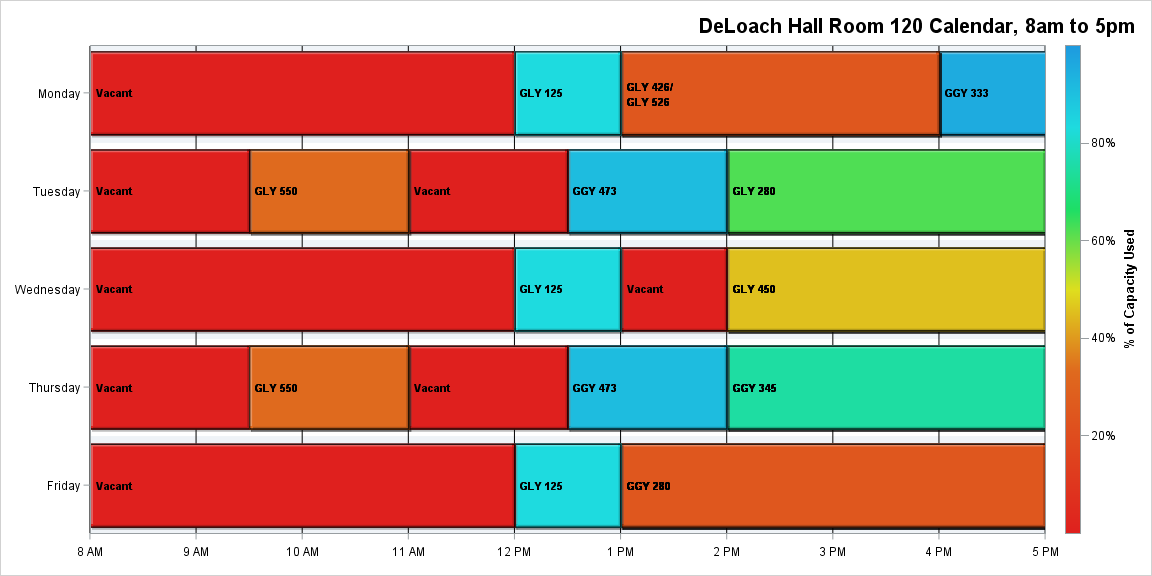 DeLoach Hall Room 120 Calendar, 8am to 5pm
Monday
Vacant
GLY 125
GLY 426/
GLY 526
GGY 333
Tuesday
Vacant
GLY 550
Vacant
GGY 473
GLY 280
Wednesday
Vacant
GLY 125
Vacant
GLY 450
Thursday
Vacant
GLY 550
Vacant
GGY 473
GGY 345
Friday
Vacant
GLY 125
GGY 280
8 AM
9 AM
10 AM
11 AM
12 PM
1 PM
2 PM
3 PM
4 PM
5 PM
80%
60%
40%
20%
% of Capacity Used